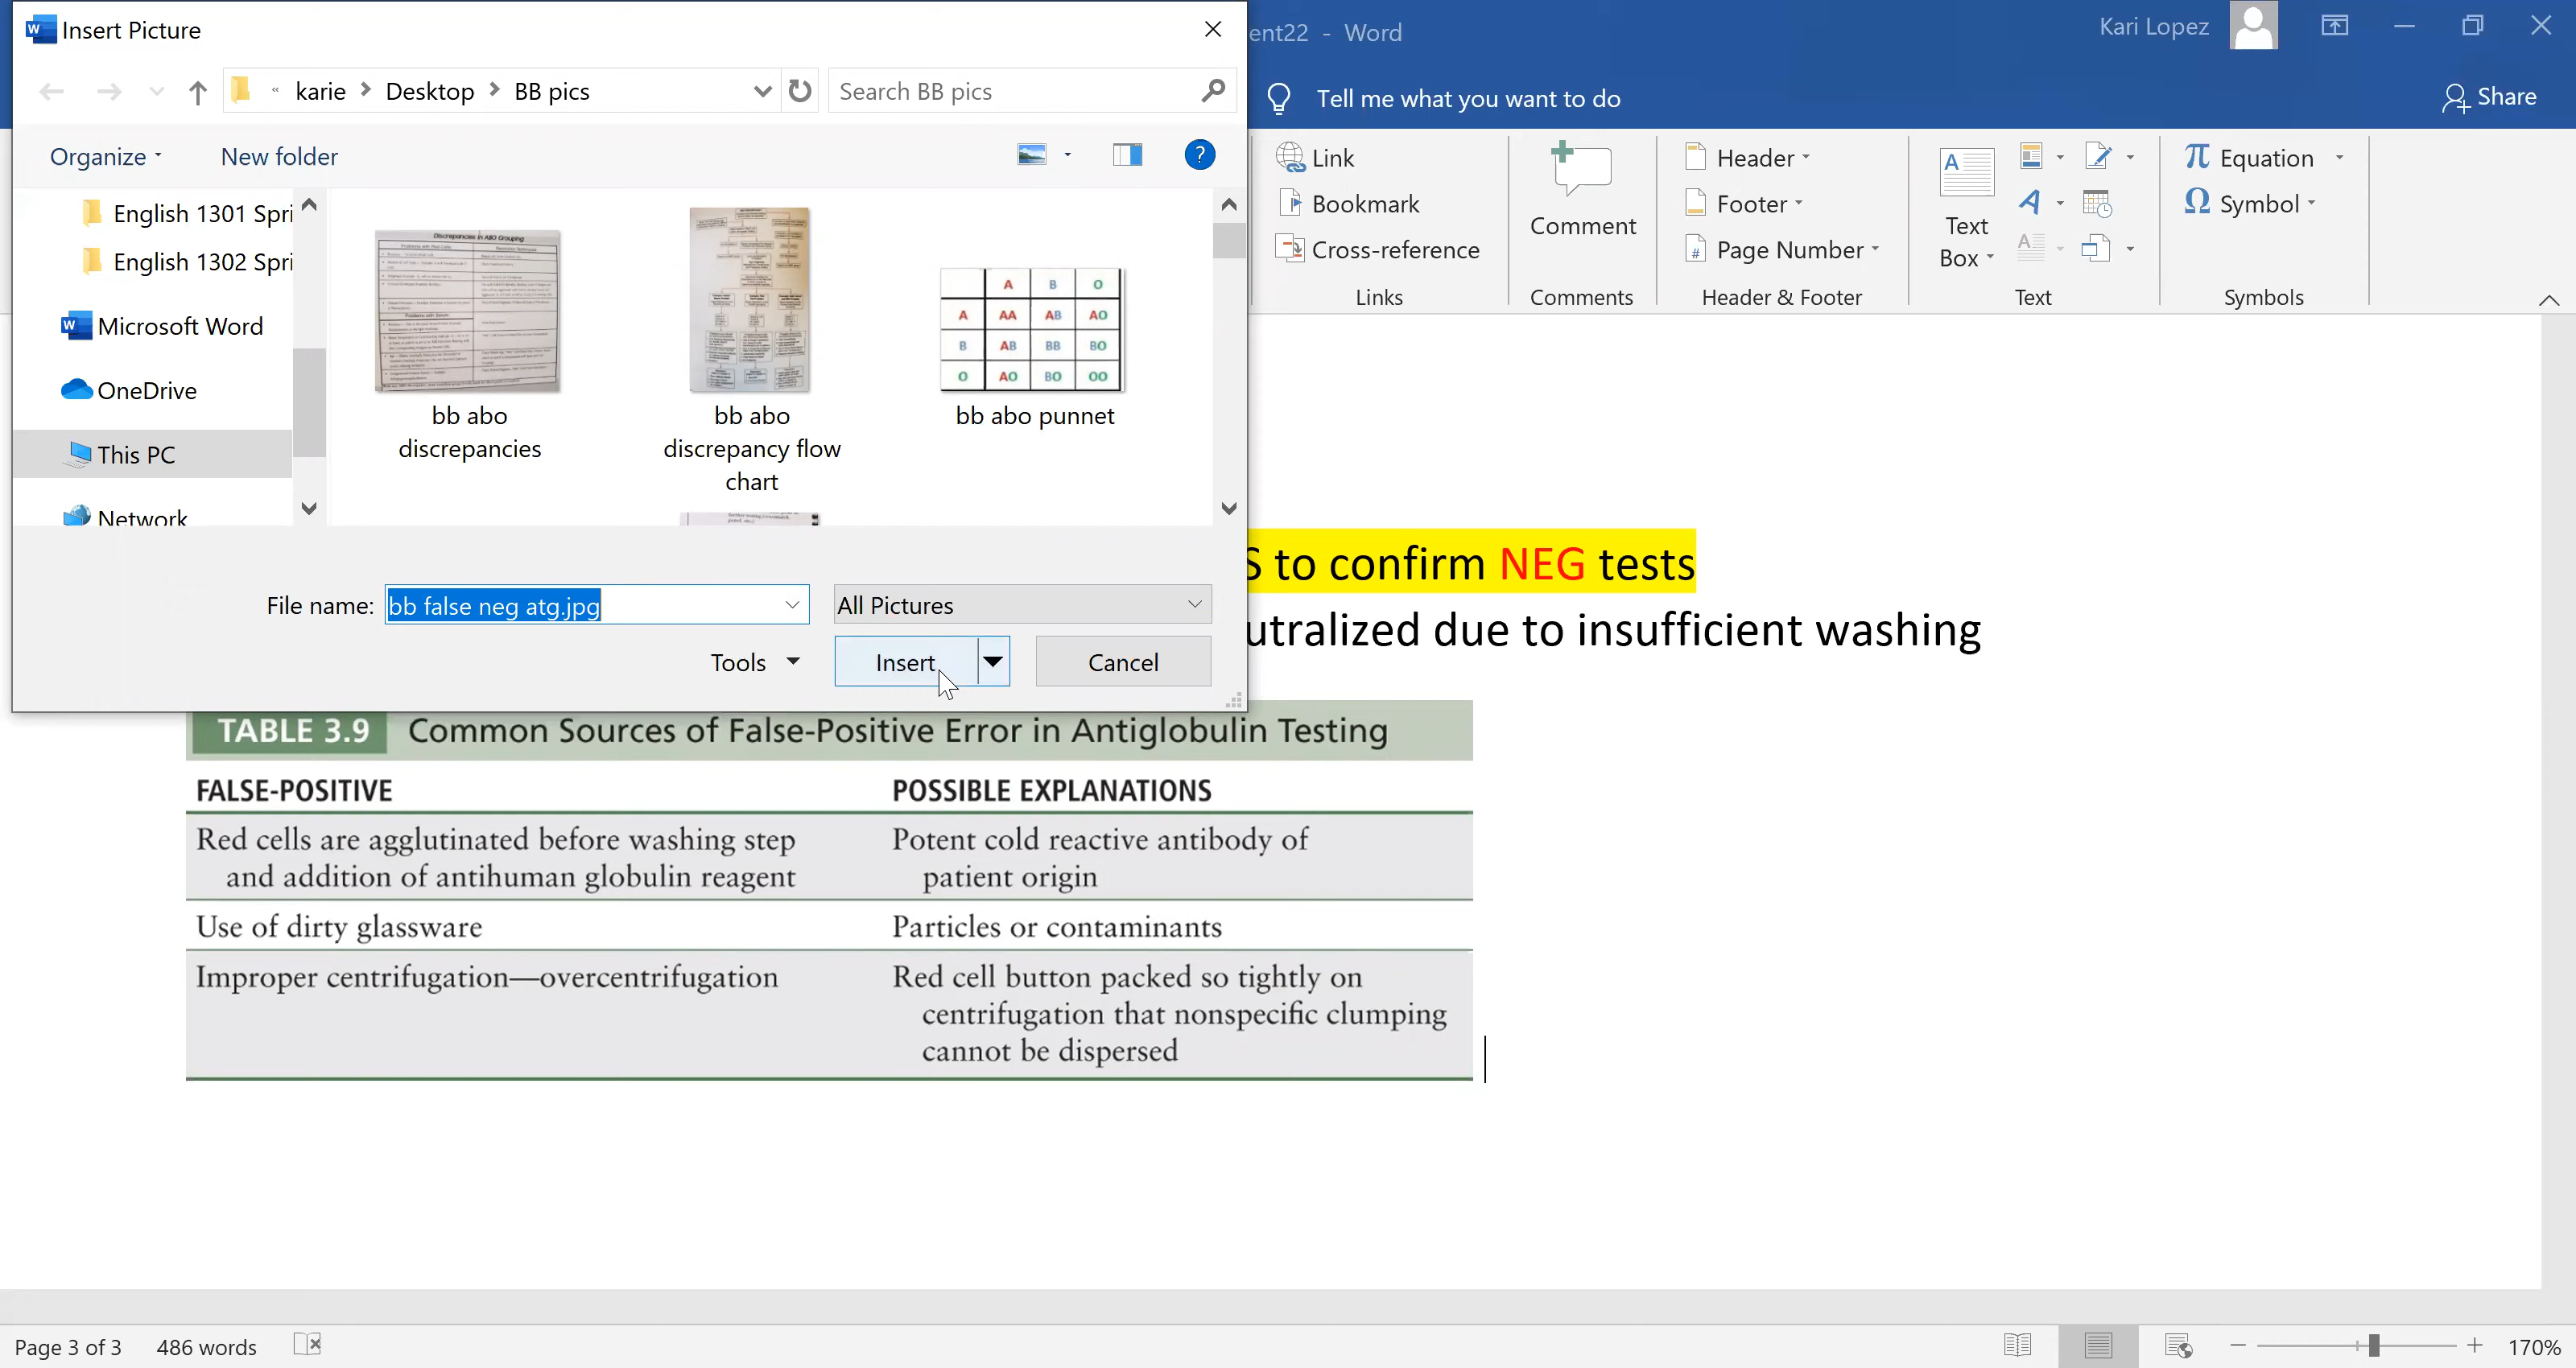 Insert Picture
ent22 - Word
Kari Lopez
« karie > Desktop > BB pics
Search BB pics
Tell me what you want to do
Share
Organize
New folder
English 1301 Spri
English 1302 Spri
Microsoft Word
OneDrive
This PC
Network
Discrepancies in ABO Grouping
A B O
A AA AB AO
B AB BB BO
O AO BO OO
bb abo
discrepancies
bb abo
discrepancy flow
chart
bb abo punnet
File name: bb false neg atg.jpg
All Pictures
Tools
Insert
Cancel
Link
Bookmark
Cross-reference
Links
Comment
Comments
Header
Footer
Page Number
Header & Footer
Text
Box
Text
π Equation
Ω Symbol
Symbols
S to confirm NEG tests
utralized due to insufficient washing
TABLE 3.9 Common Sources of False-Positive Error in Antiglobulin Testing
FALSE-POSITIVE POSSIBLE EXPLANATIONS
Red cells are agglutinated before washing step
and addition of antihuman globulin reagent
Potent cold reactive antibody of
patient origin
Use of dirty glassware
Particles or contaminants
Improper centrifugation—overcentrifugation
Red cell button packed so tightly on
centrifugation that nonspecific clumping
cannot be dispersed
Page 3 of 3
486 words
170%